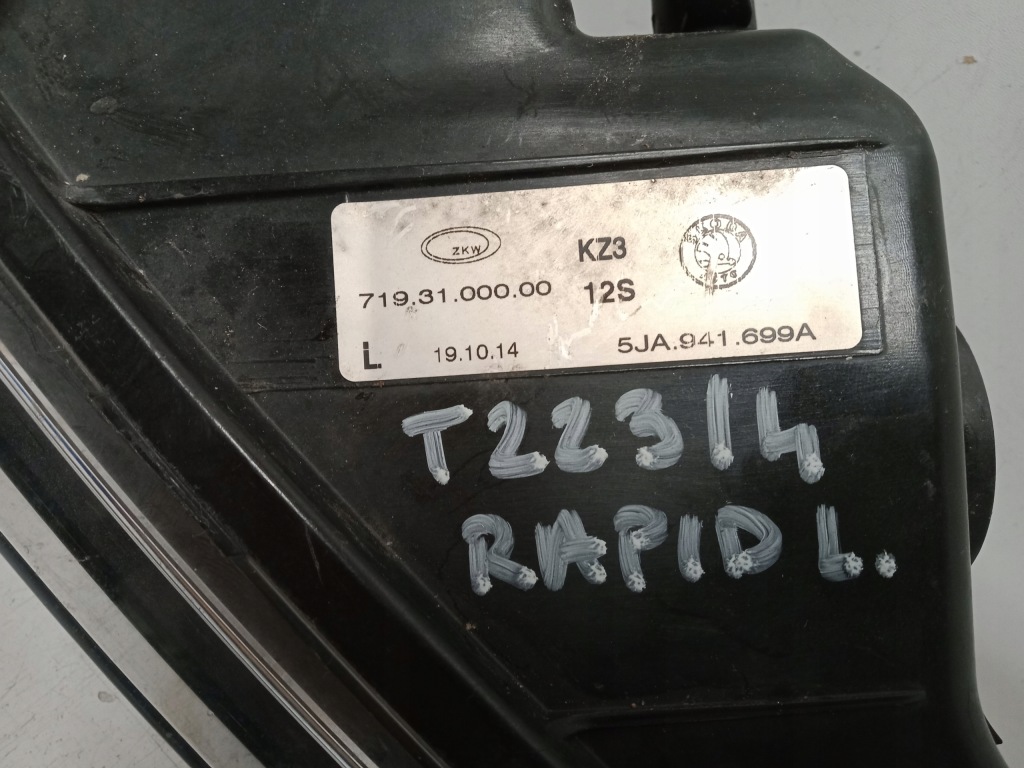 ZKW KZ3
719.31.000.00 12S
L 19.10.14 5JA.941.699A
T22314
RAPID L.